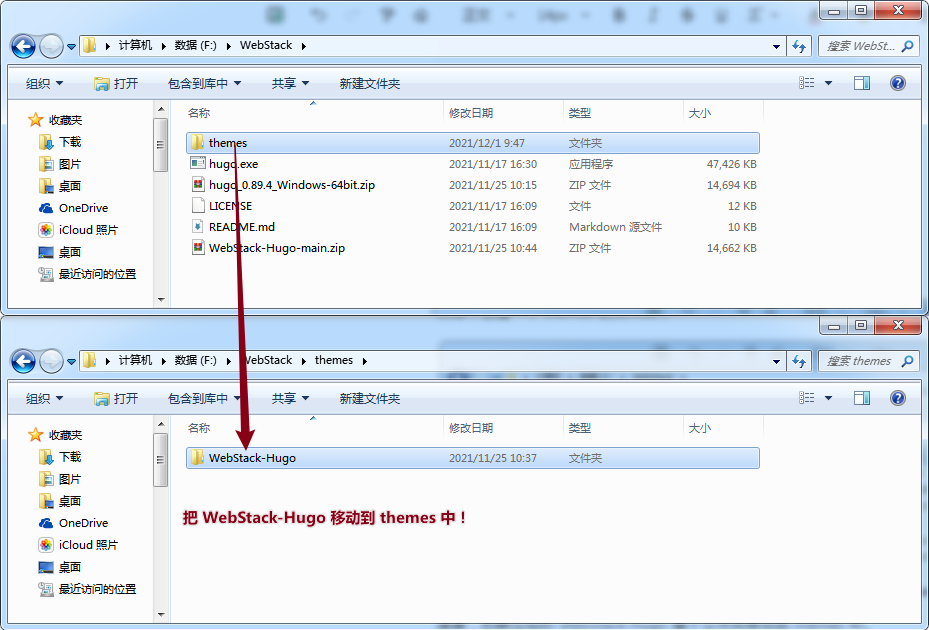 计算机 数据 (F:) WebStack
搜索 WebSt...
组织 打开 包含到库中 共享 新建文件夹
名称 修改日期 类型 大小
收藏夹
下载
图片
桌面
OneDrive
iCloud 照片
桌面
最近访问的位置
themes 2021/12/1 9:47 文件夹
hugo.exe 2021/11/17 16:30 应用程序 47,426 KB
hugo_0.89.4_Windows-64bit.zip 2021/11/25 10:15 ZIP 文件 14,694 KB
LICENSE 2021/11/17 16:09 文件 12 KB
README.md 2021/11/17 16:09 Markdown 源文件 10 KB
WebStack-Hugo-main.zip 2021/11/25 10:44 ZIP 文件 14,662 KB
计算机 数据 (F:) WebStack themes
搜索 themes
组织 打开 包含到库中 共享 新建文件夹
名称 修改日期 类型 大小
收藏夹
下载
图片
桌面
OneDrive
iCloud 照片
桌面
最近访问的位置
WebStack-Hugo 2021/11/25 10:37 文件夹
把 WebStack-Hugo 移动到 themes 中！